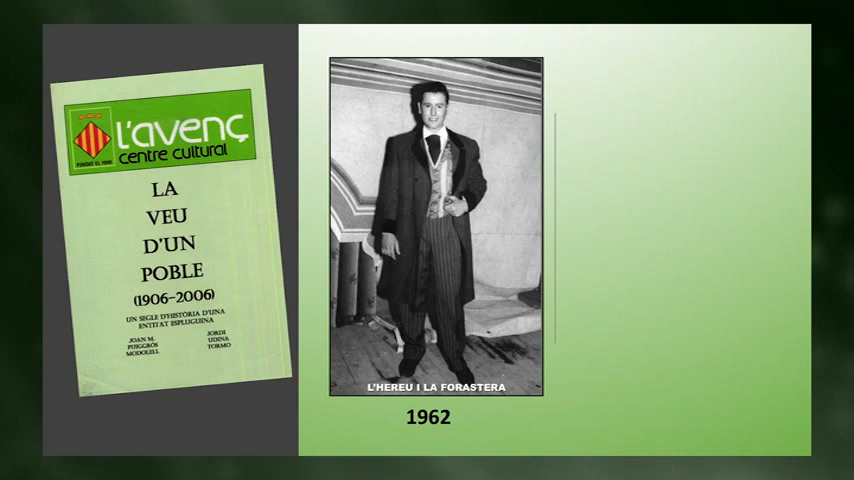 FUNDAT EL 1906
l'avenç
centre cultural
LA
VEU
D'UN
POBLE
(1906-2006)
UN SEGLE D'HISTÒRIA D'UNA
ENTITAT ESPLUGUINA
JOAN M.
PUIGGRÒS
MODOLELL
JORDI
UDINA
TORMO
L'HEREU I LA FORASTERA
1962